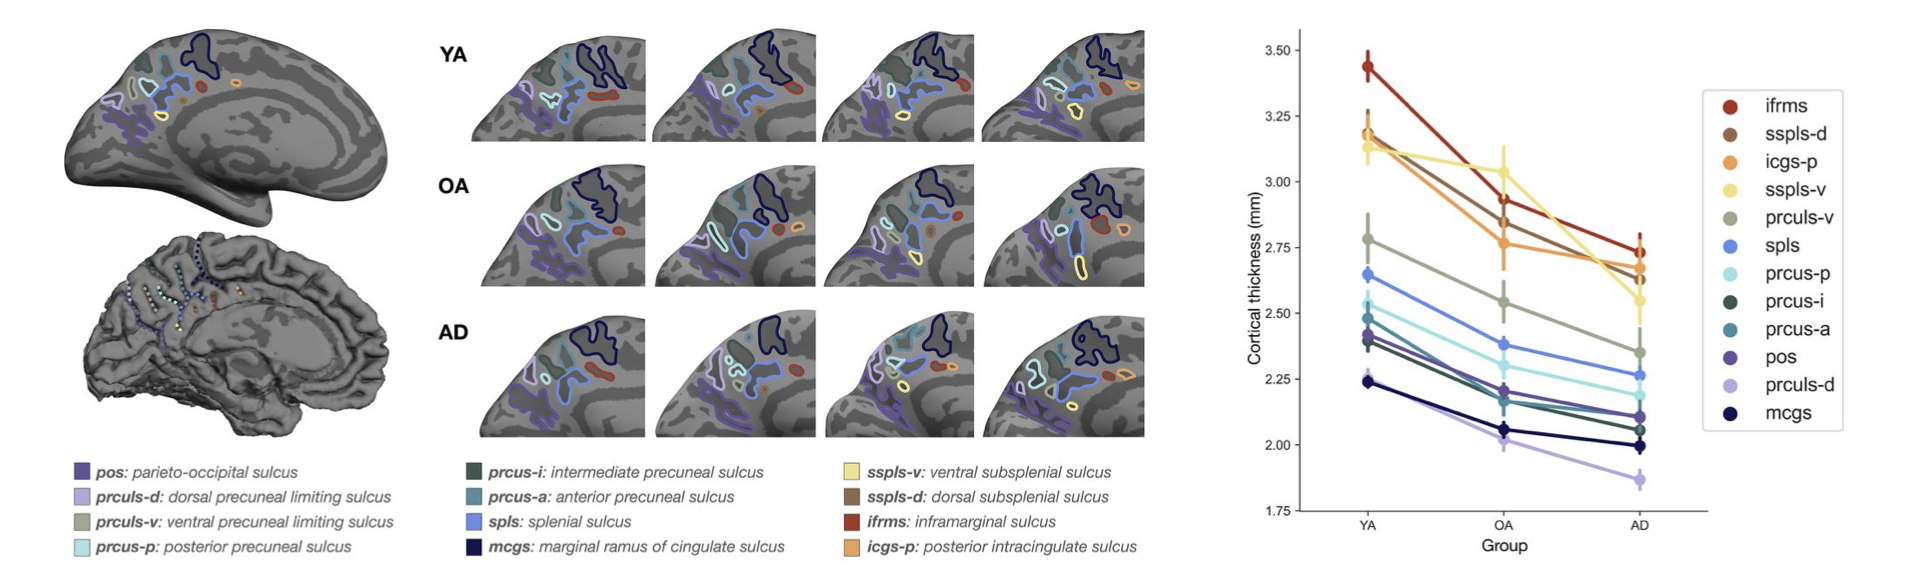 YA
OA
AD
pos: parieto-occipital sulcus
prculs-d: dorsal precuneal limiting sulcus
prculs-v: ventral precuneal limiting sulcus
prcus-p: posterior precuneal sulcus
prcus-i: intermediate precuneal sulcus
prcus-a: anterior precuneal sulcus
spls: splenial sulcus
mcgs: marginal ramus of cingulate sulcus
sspls-v: ventral subsplenial sulcus
sspls-d: dorsal subsplenial sulcus
ifrms: inframarginal sulcus
icgs-p: posterior intracingulate sulcus
Cortical thickness (mm)
3.50
3.25
3.00
2.75
2.50
2.25
2.00
1.75
YA OA AD
Group
ifrms
sspls-d
icgs-p
sspls-v
prculs-v
spls
prcus-p
prcus-i
prcus-a
pos
prculs-d
mcgs